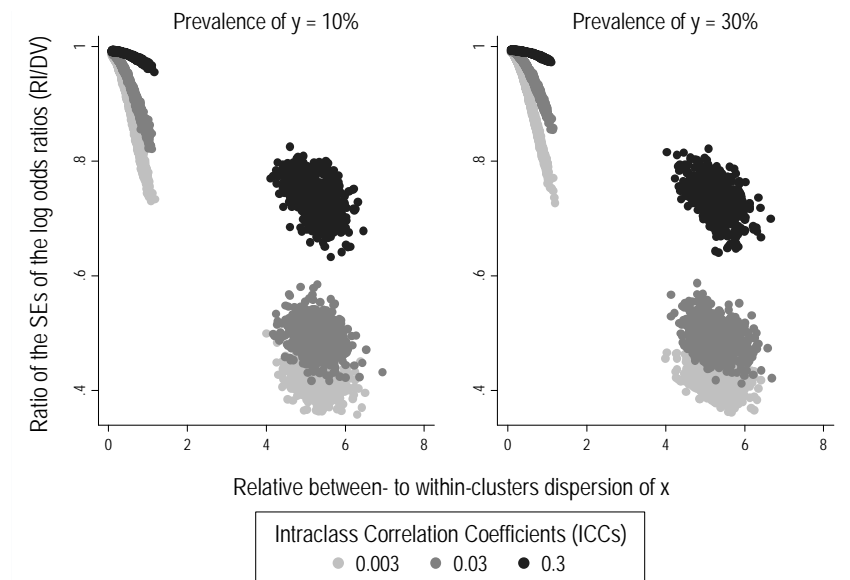 Prevalence of y = 10%
Prevalence of y = 30%
Ratio of the SEs of the log odds ratios (RI/DV)
1
.8
.6
.4
0 2 4 6 8
1
.8
.6
.4
0 2 4 6 8
Relative between- to within-clusters dispersion of x
Intraclass Correlation Coefficients (ICCs)
0.003 0.03 0.3